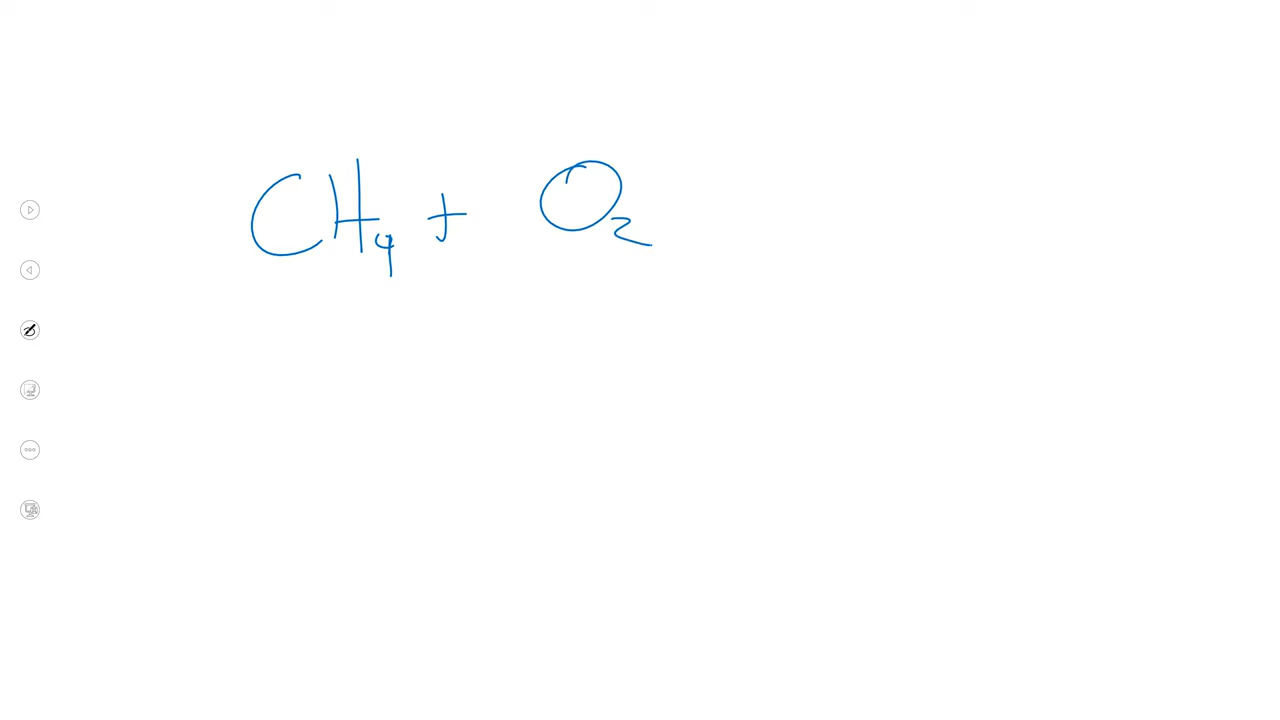 CH₄ + O₂